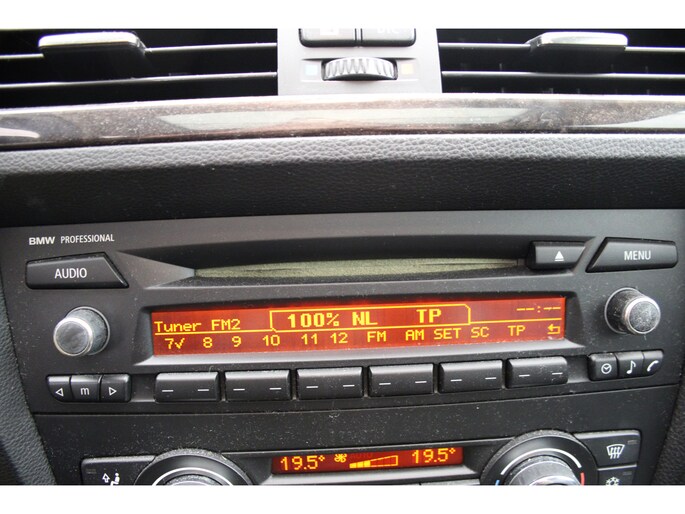 BMW PROFESSIONAL
AUDIO
MENU
Tuner FM2 100% NL TP --:--
7✓ 8 9 10 11 12 FM AM SET SC TP
m
19.5° AUTO 19.5°